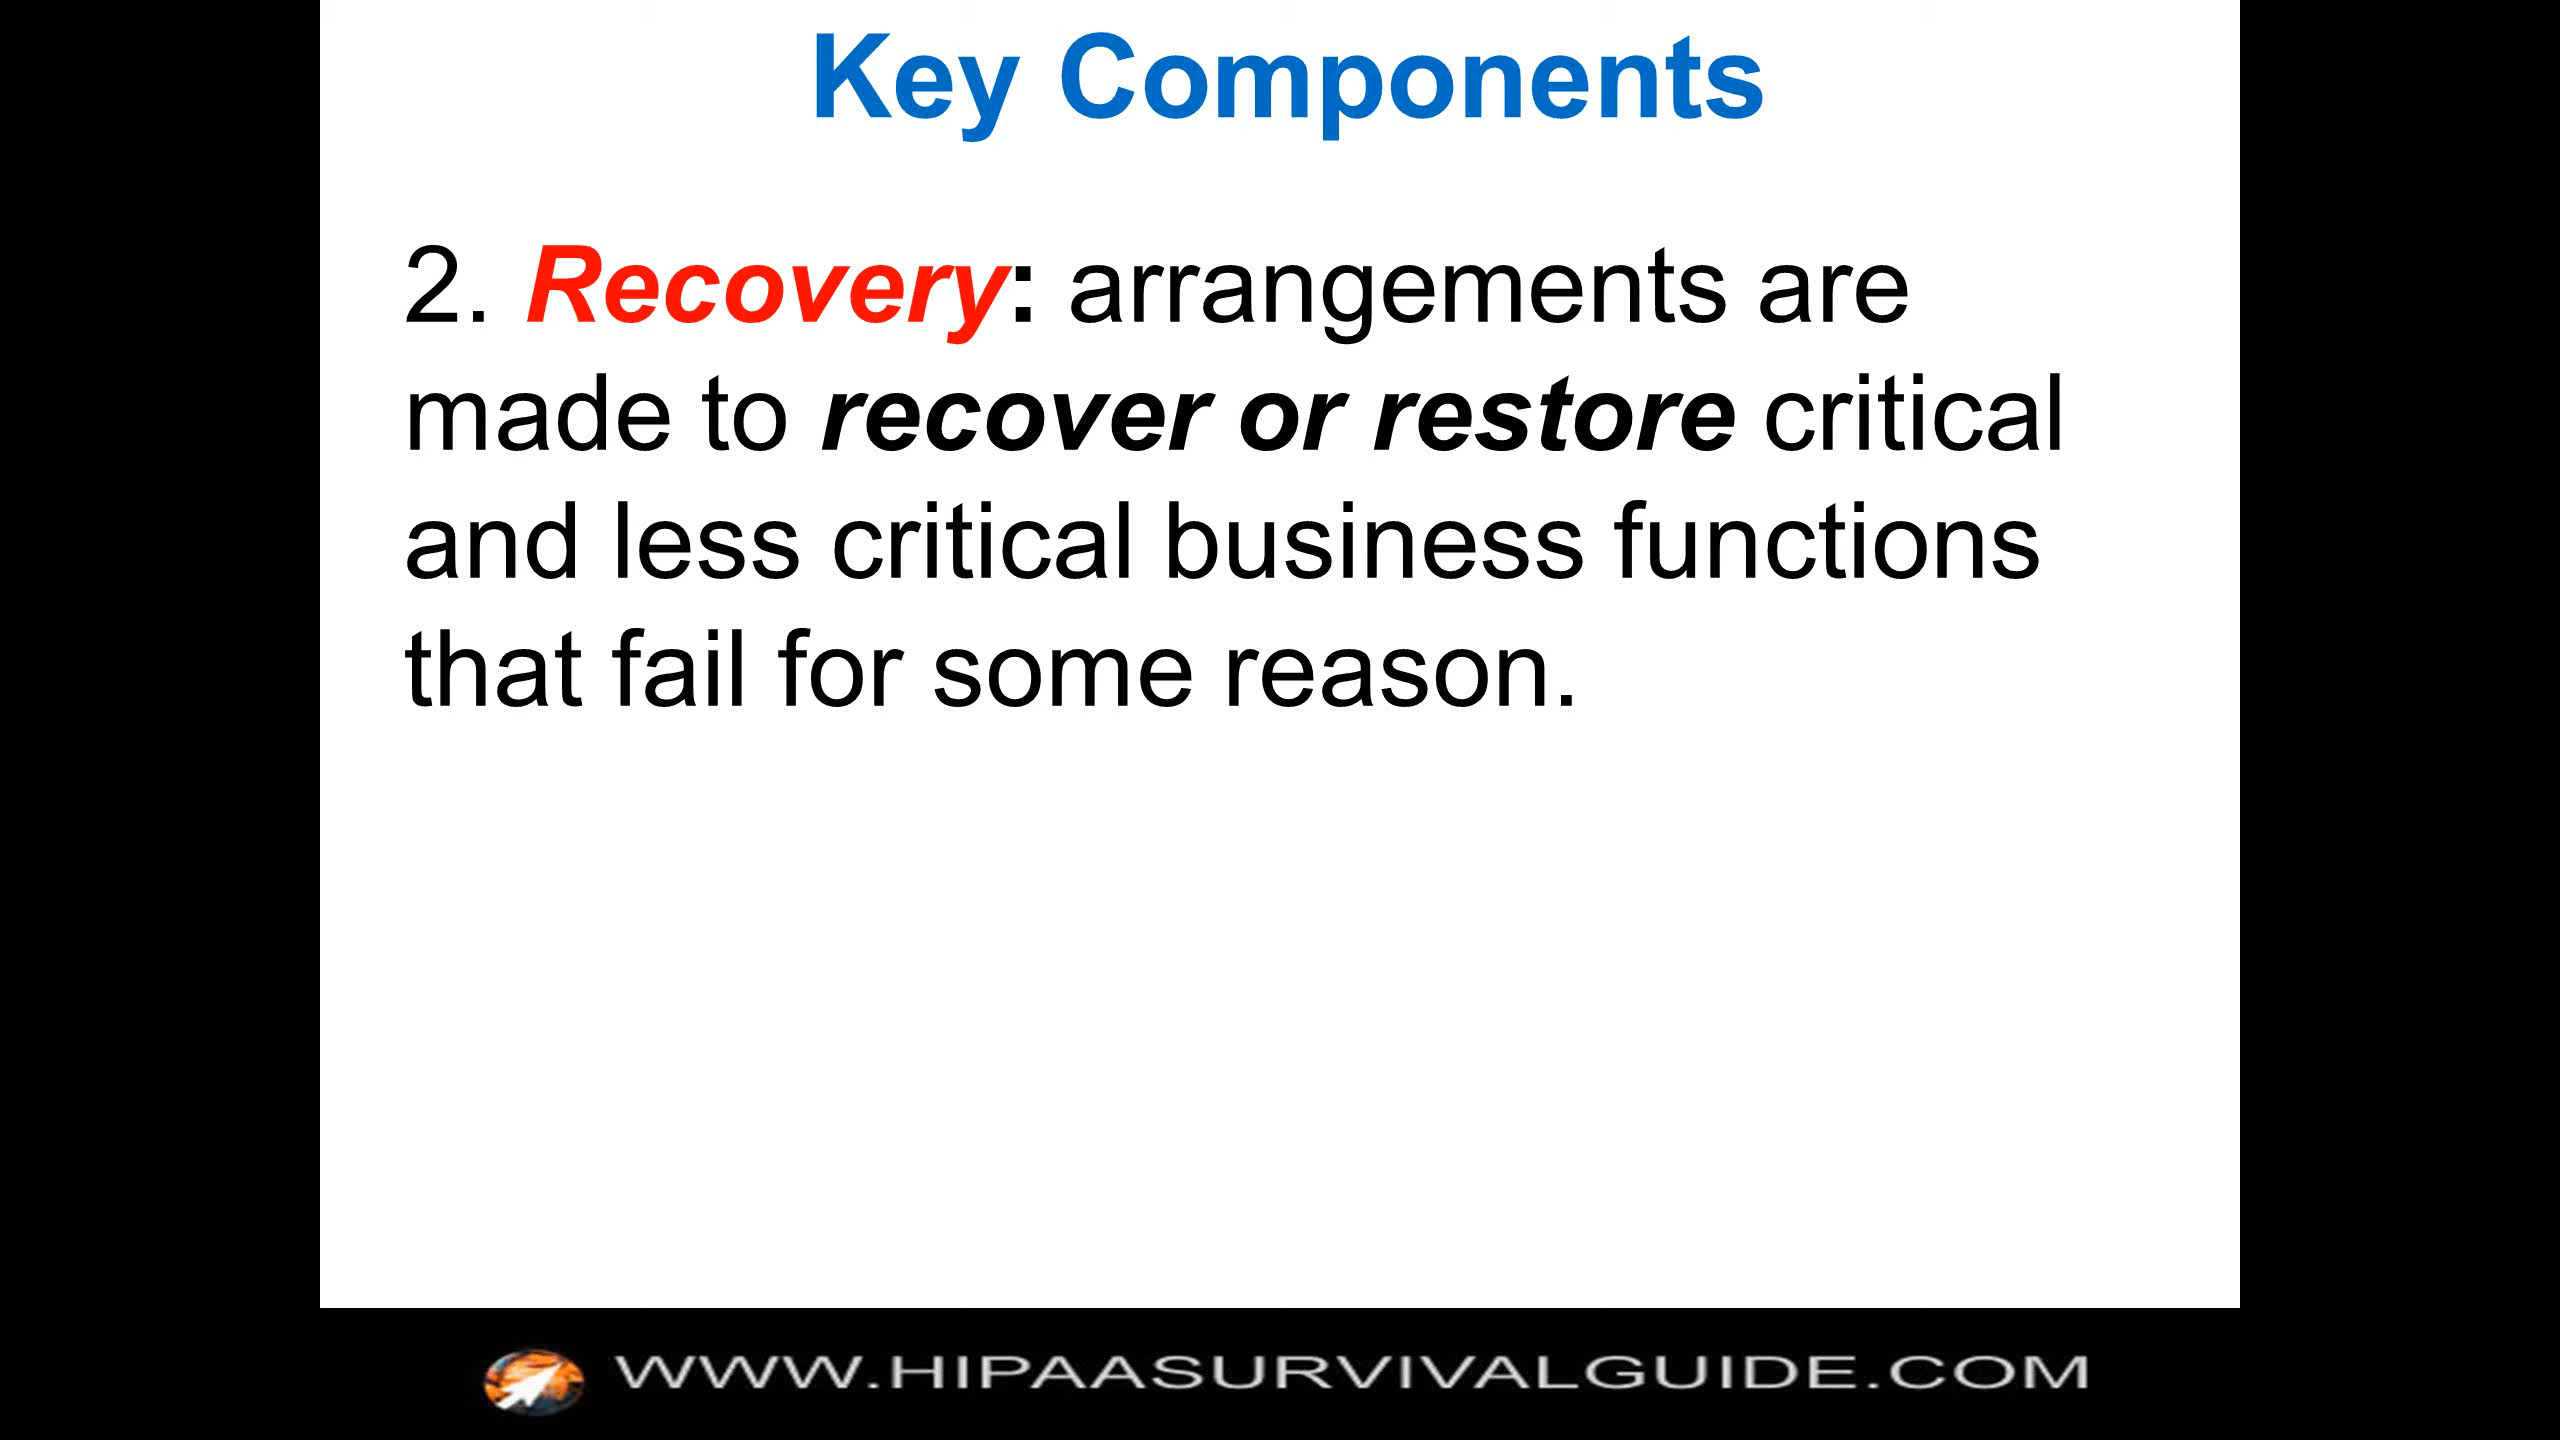 Key Components
2. Recovery: arrangements are
made to recover or restore critical
and less critical business functions
that fail for some reason.
WWW.HIPAASURVIVALGUIDE.COM